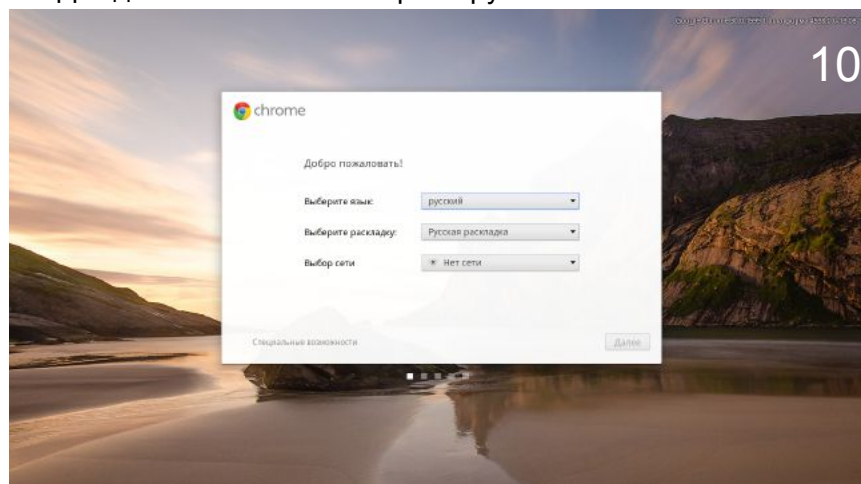 10
chrome
Добро пожаловать!
Выберите язык: русский
Выберите раскладку: Русская раскладка
Выбор сети Нет сети
Специальные возможности
Далее